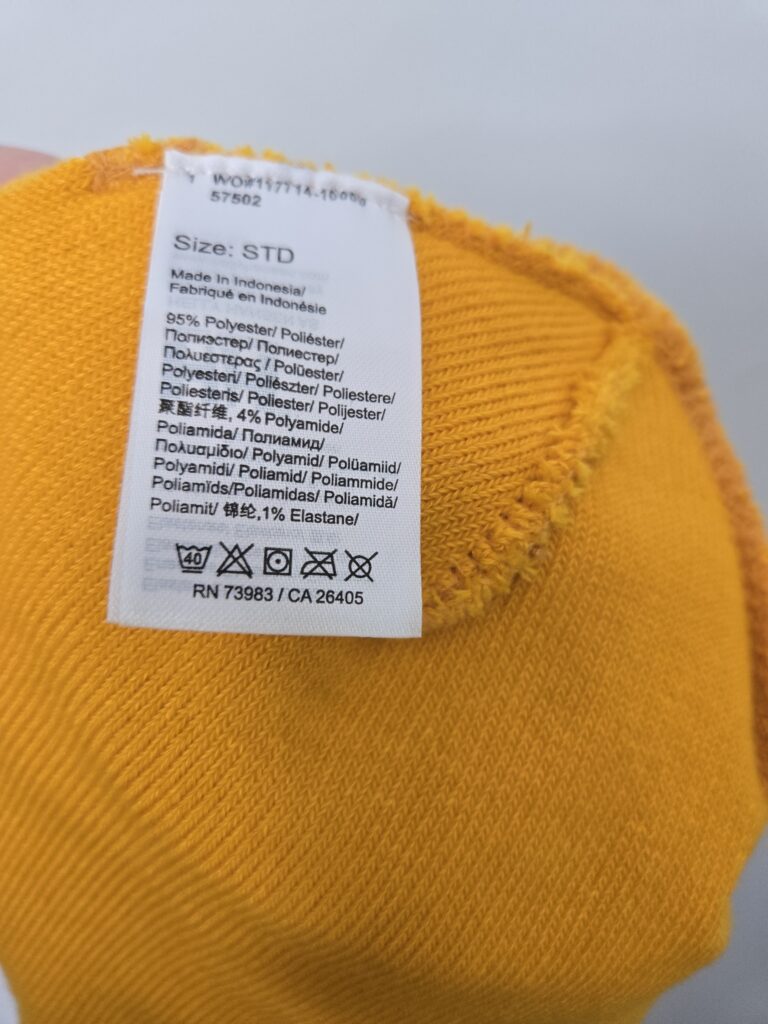 57502
Size: STD
Made In Indonesia/
Fabriqué en Indonésie
95% Polyester/ Poliéster/
Полиэстер/ Полиестер/
Πολυεστερας / Polüester/
Polyesteri/ Poliészter/ Poliestere/
Poliesteris/ Poliester/ Polijester/
聚酯纤维, 4% Polyamide/
Poliamida/ Полиамид/
Πολυαμιδιο/ Polyamid/ Polüamiid/
Polyamidi/ Poliamid/ Poliammide/
Poliamīds/Poliamidas/ Poliamidă/
Poliamit/ 锦纶,1% Elastane/
40
RN 73983 / CA 26405